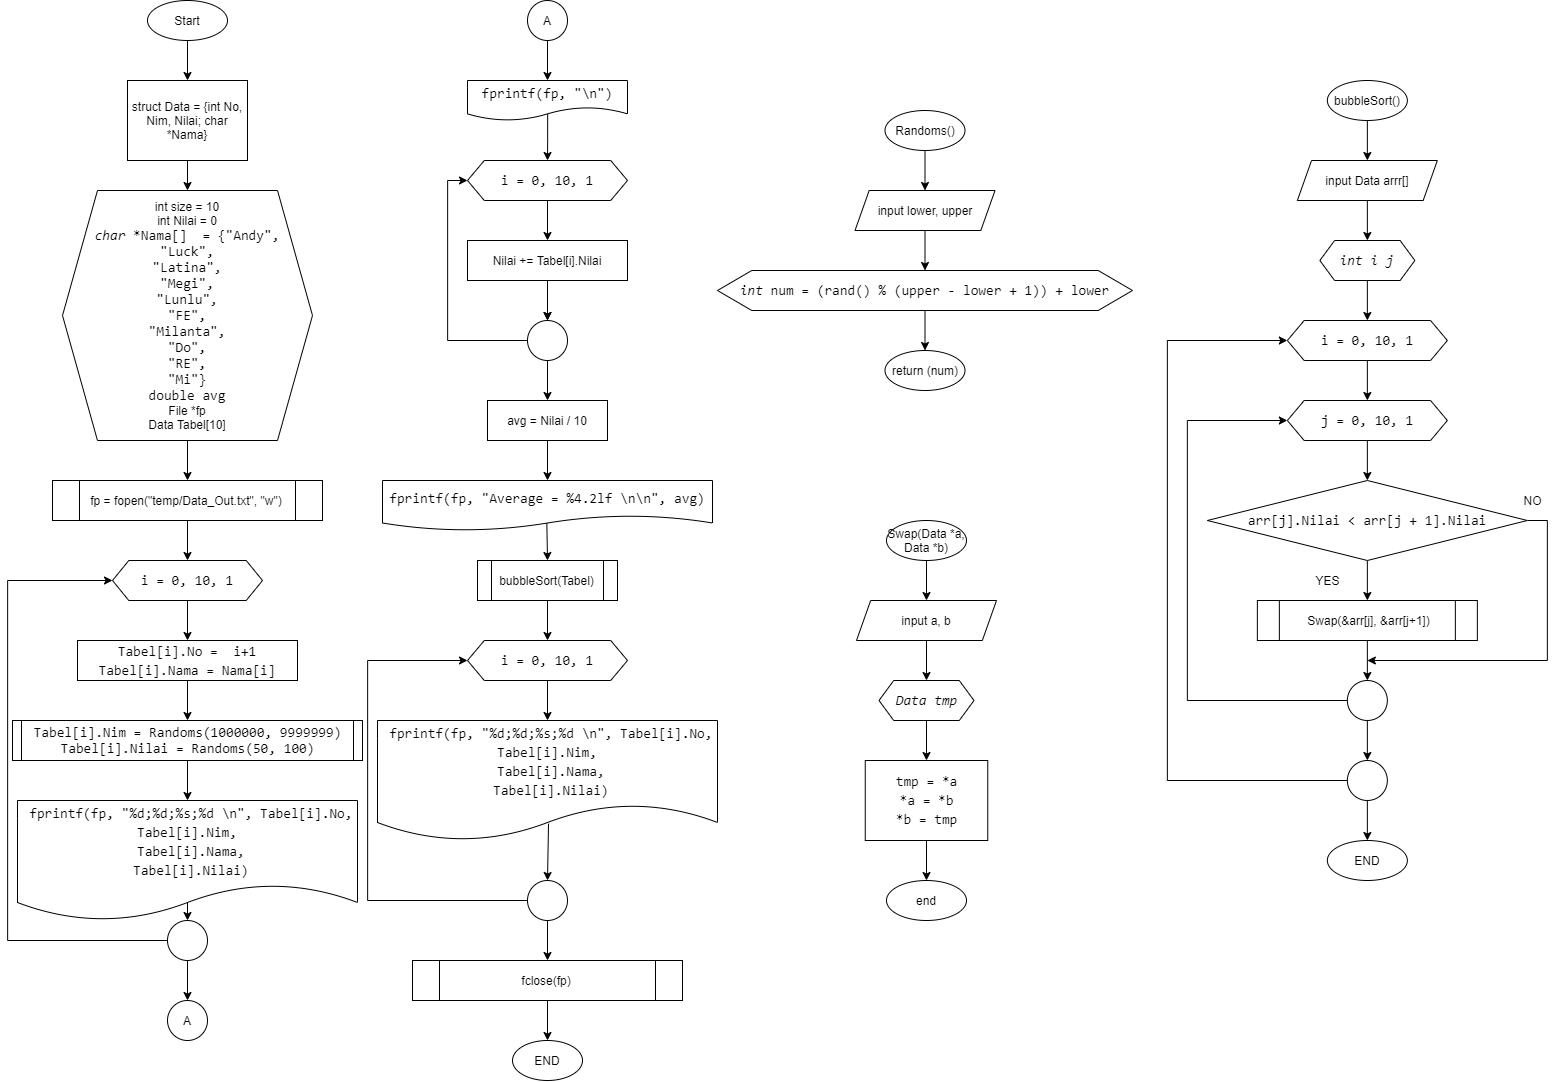 Start
struct Data = {int No,
Nim, Nilai; char
*Nama}
int size = 10
int Nilai = 0
char *Nama[]  = {"Andy",
"Luck",
"Latina",
"Megi",
"Lunlu",
"FE",
"Milanta",
"Do",
"RE",
"Mi"}
double avg
File *fp
Data Tabel[10]
fp = fopen("temp/Data_Out.txt", "w")
i = 0, 10, 1
Tabel[i].No =  i+1
Tabel[i].Nama = Nama[i]
Tabel[i].Nim = Randoms(1000000, 9999999)
Tabel[i].Nilai = Randoms(50, 100)
fprintf(fp, "%d;%d;%s;%d \n", Tabel[i].No,
Tabel[i].Nim,
Tabel[i].Nama,
Tabel[i].Nilai)
A
A
fprintf(fp, "\n")
i = 0, 10, 1
Nilai += Tabel[i].Nilai
avg = Nilai / 10
fprintf(fp, "Average = %4.2lf \n\n", avg)
bubbleSort(Tabel)
i = 0, 10, 1
fprintf(fp, "%d;%d;%s;%d \n", Tabel[i].No,
Tabel[i].Nim,
Tabel[i].Nama,
Tabel[i].Nilai)
fclose(fp)
END
Randoms()
input lower, upper
int num = (rand() % (upper - lower + 1)) + lower
return (num)
Swap(Data *a,
Data *b)
input a, b
Data tmp
tmp = *a
*a = *b
*b = tmp
end
bubbleSort()
input Data arrr[]
int i j
i = 0, 10, 1
j = 0, 10, 1
arr[j].Nilai < arr[j + 1].Nilai
NO
YES
Swap(&arr[j], &arr[j+1])
END